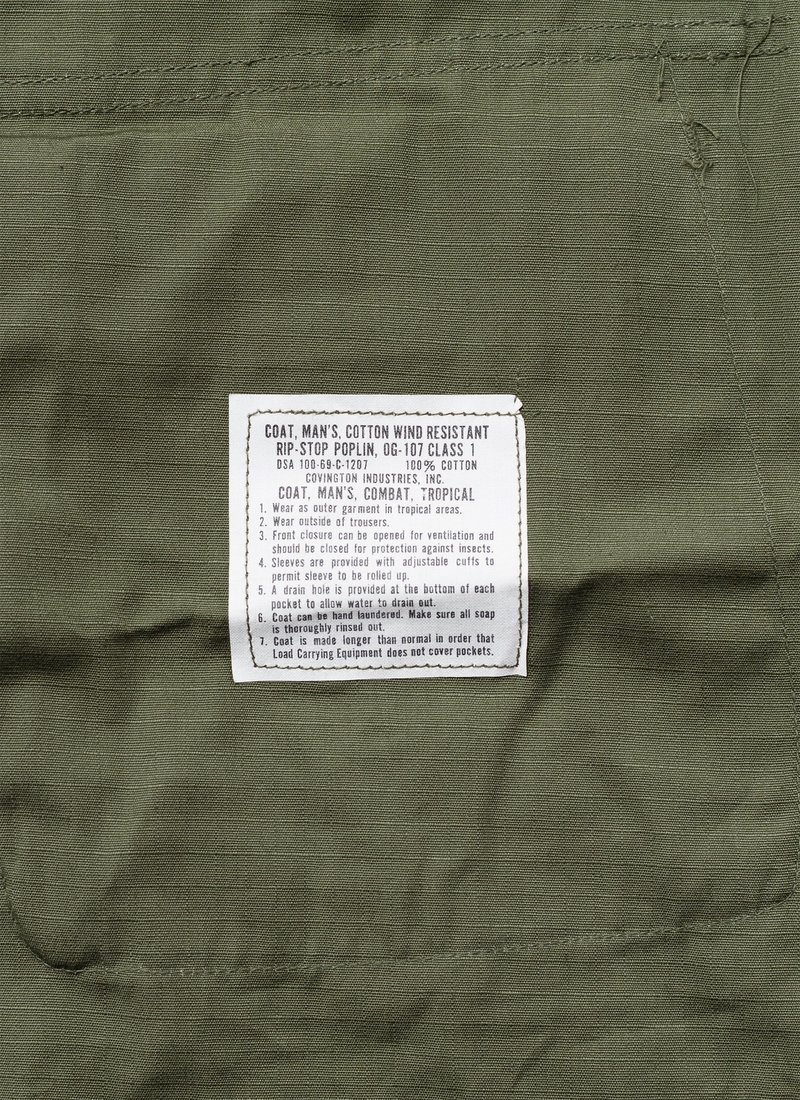 COAT, MAN'S, COTTON WIND RESISTANT
RIP-STOP POPLIN, OG-107 CLASS 1
DSA 100-69-C-1207 100% COTTON
COVINGTON INDUSTRIES, INC.
COAT, MAN'S, COMBAT, TROPICAL
1. Wear as outer garment in tropical areas.
2. Wear outside of trousers.
3. Front closure can be opened for ventilation and
should be closed for protection against insects.
4. Sleeves are provided with adjustable cuffs to
permit sleeve to be rolled up.
5. A drain hole is provided at the bottom of each
pocket to allow water to drain out.
6. Coat can be hand laundered. Make sure all soap
is thoroughly rinsed out.
7. Coat is made longer than normal in order that
Load Carrying Equipment does not cover pockets.